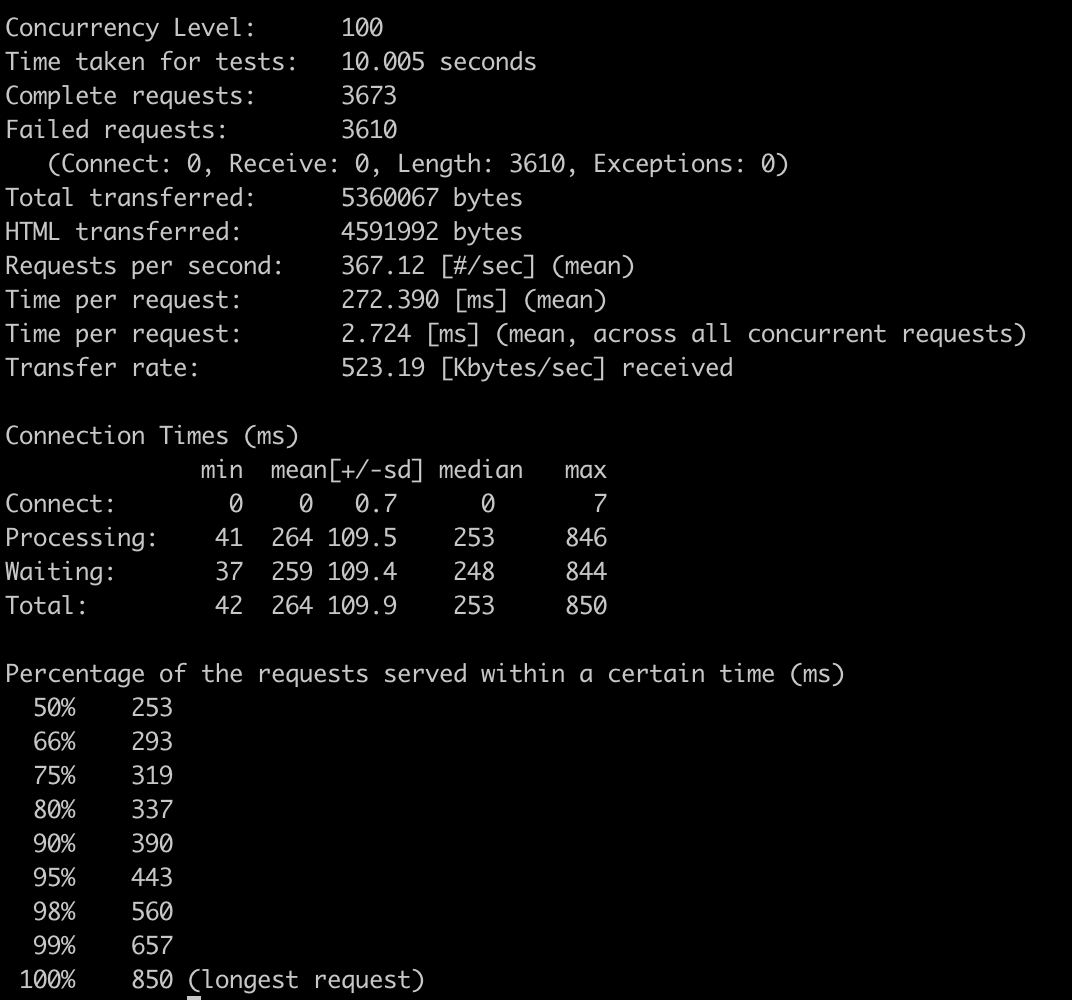 Concurrency Level:      100
Time taken for tests:   10.005 seconds
Complete requests:      3673
Failed requests:        3610
   (Connect: 0, Receive: 0, Length: 3610, Exceptions: 0)
Total transferred:      5360067 bytes
HTML transferred:       4591992 bytes
Requests per second:    367.12 [#/sec] (mean)
Time per request:       272.390 [ms] (mean)
Time per request:       2.724 [ms] (mean, across all concurrent requests)
Transfer rate:          523.19 [Kbytes/sec] received

Connection Times (ms)
              min  mean[+/-sd] median   max
Connect:        0    0   0.7      0       7
Processing:    41  264 109.5    253     846
Waiting:       37  259 109.4    248     844
Total:         42  264 109.9    253     850

Percentage of the requests served within a certain time (ms)
  50%    253
  66%    293
  75%    319
  80%    337
  90%    390
  95%    443
  98%    560
  99%    657
 100%    850 (longest request)